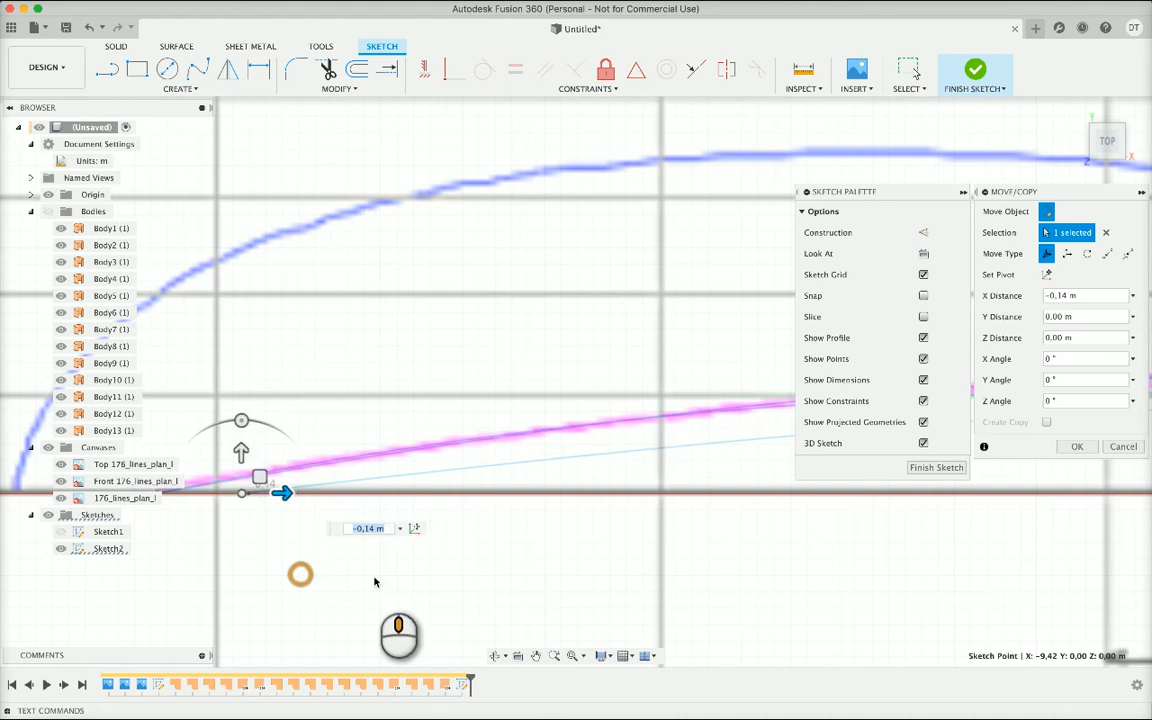 Autodesk Fusion 360 (Personal - Not for Commercial Use)
Untitled*
DT
DESIGN
SOLID
SURFACE
SHEET METAL
TOOLS
SKETCH
CREATE
MODIFY
CONSTRAINTS
INSPECT
INSERT
SELECT
FINISH SKETCH
BROWSER
(Unsaved)
Document Settings
Units: m
Named Views
Origin
Bodies
Body1 (1)
Body2 (1)
Body3 (1)
Body4 (1)
Body5 (1)
Body6 (1)
Body7 (1)
Body8 (1)
Body9 (1)
Body10 (1)
Body11 (1)
Body12 (1)
Body13 (1)
Canvases
Top 176_lines_plan_l
Front 176_lines_plan_l
176_lines_plan_l
Sketches
Sketch1
Sketch2
TOP
X
Y
Z
SKETCH PALETTE
Options
Construction
Look At
Sketch Grid
Snap
Slice
Show Profile
Show Points
Show Dimensions
Show Constraints
Show Projected Geometries
3D Sketch
Finish Sketch
MOVE/COPY
Move Object
Selection
1 selected
Move Type
Set Pivot
X Distance
-0,14 m
Y Distance
0,00 m
Z Distance
0,00 m
X Angle
0 °
Y Angle
0 °
Z Angle
0 °
Create Copy
OK
Cancel
-0,14 m
COMMENTS
Sketch Point | X: -9,42 m Y: 0,00 Z: 0,00 m
TEXT COMMANDS